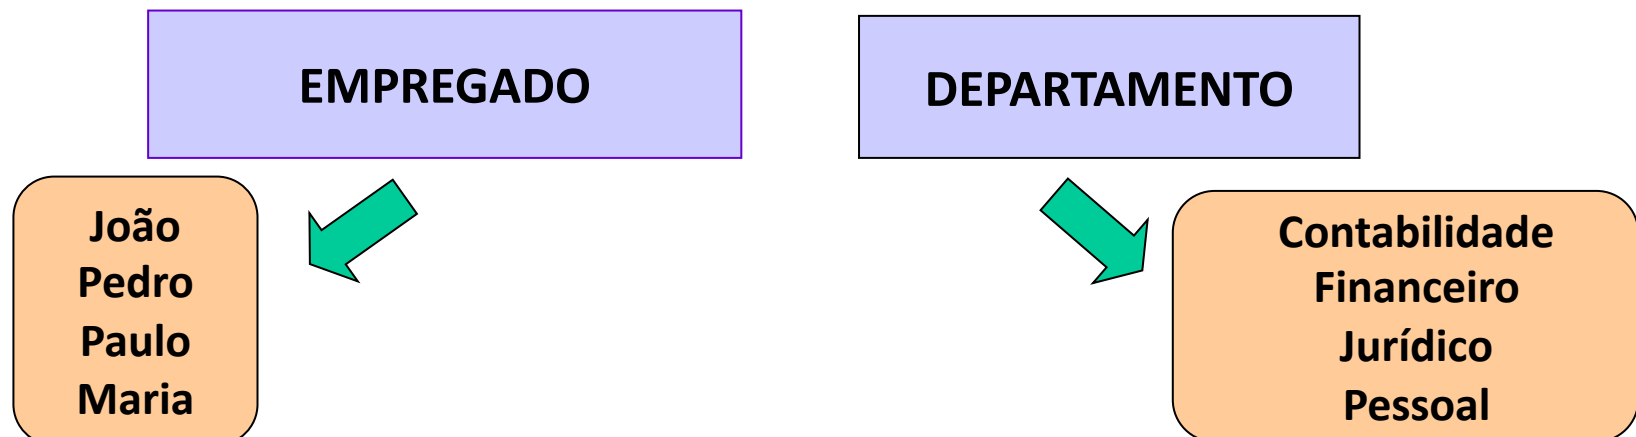 EMPREGADO
DEPARTAMENTO
João
Pedro
Paulo
Maria
Contabilidade
Financeiro
Jurídico
Pessoal